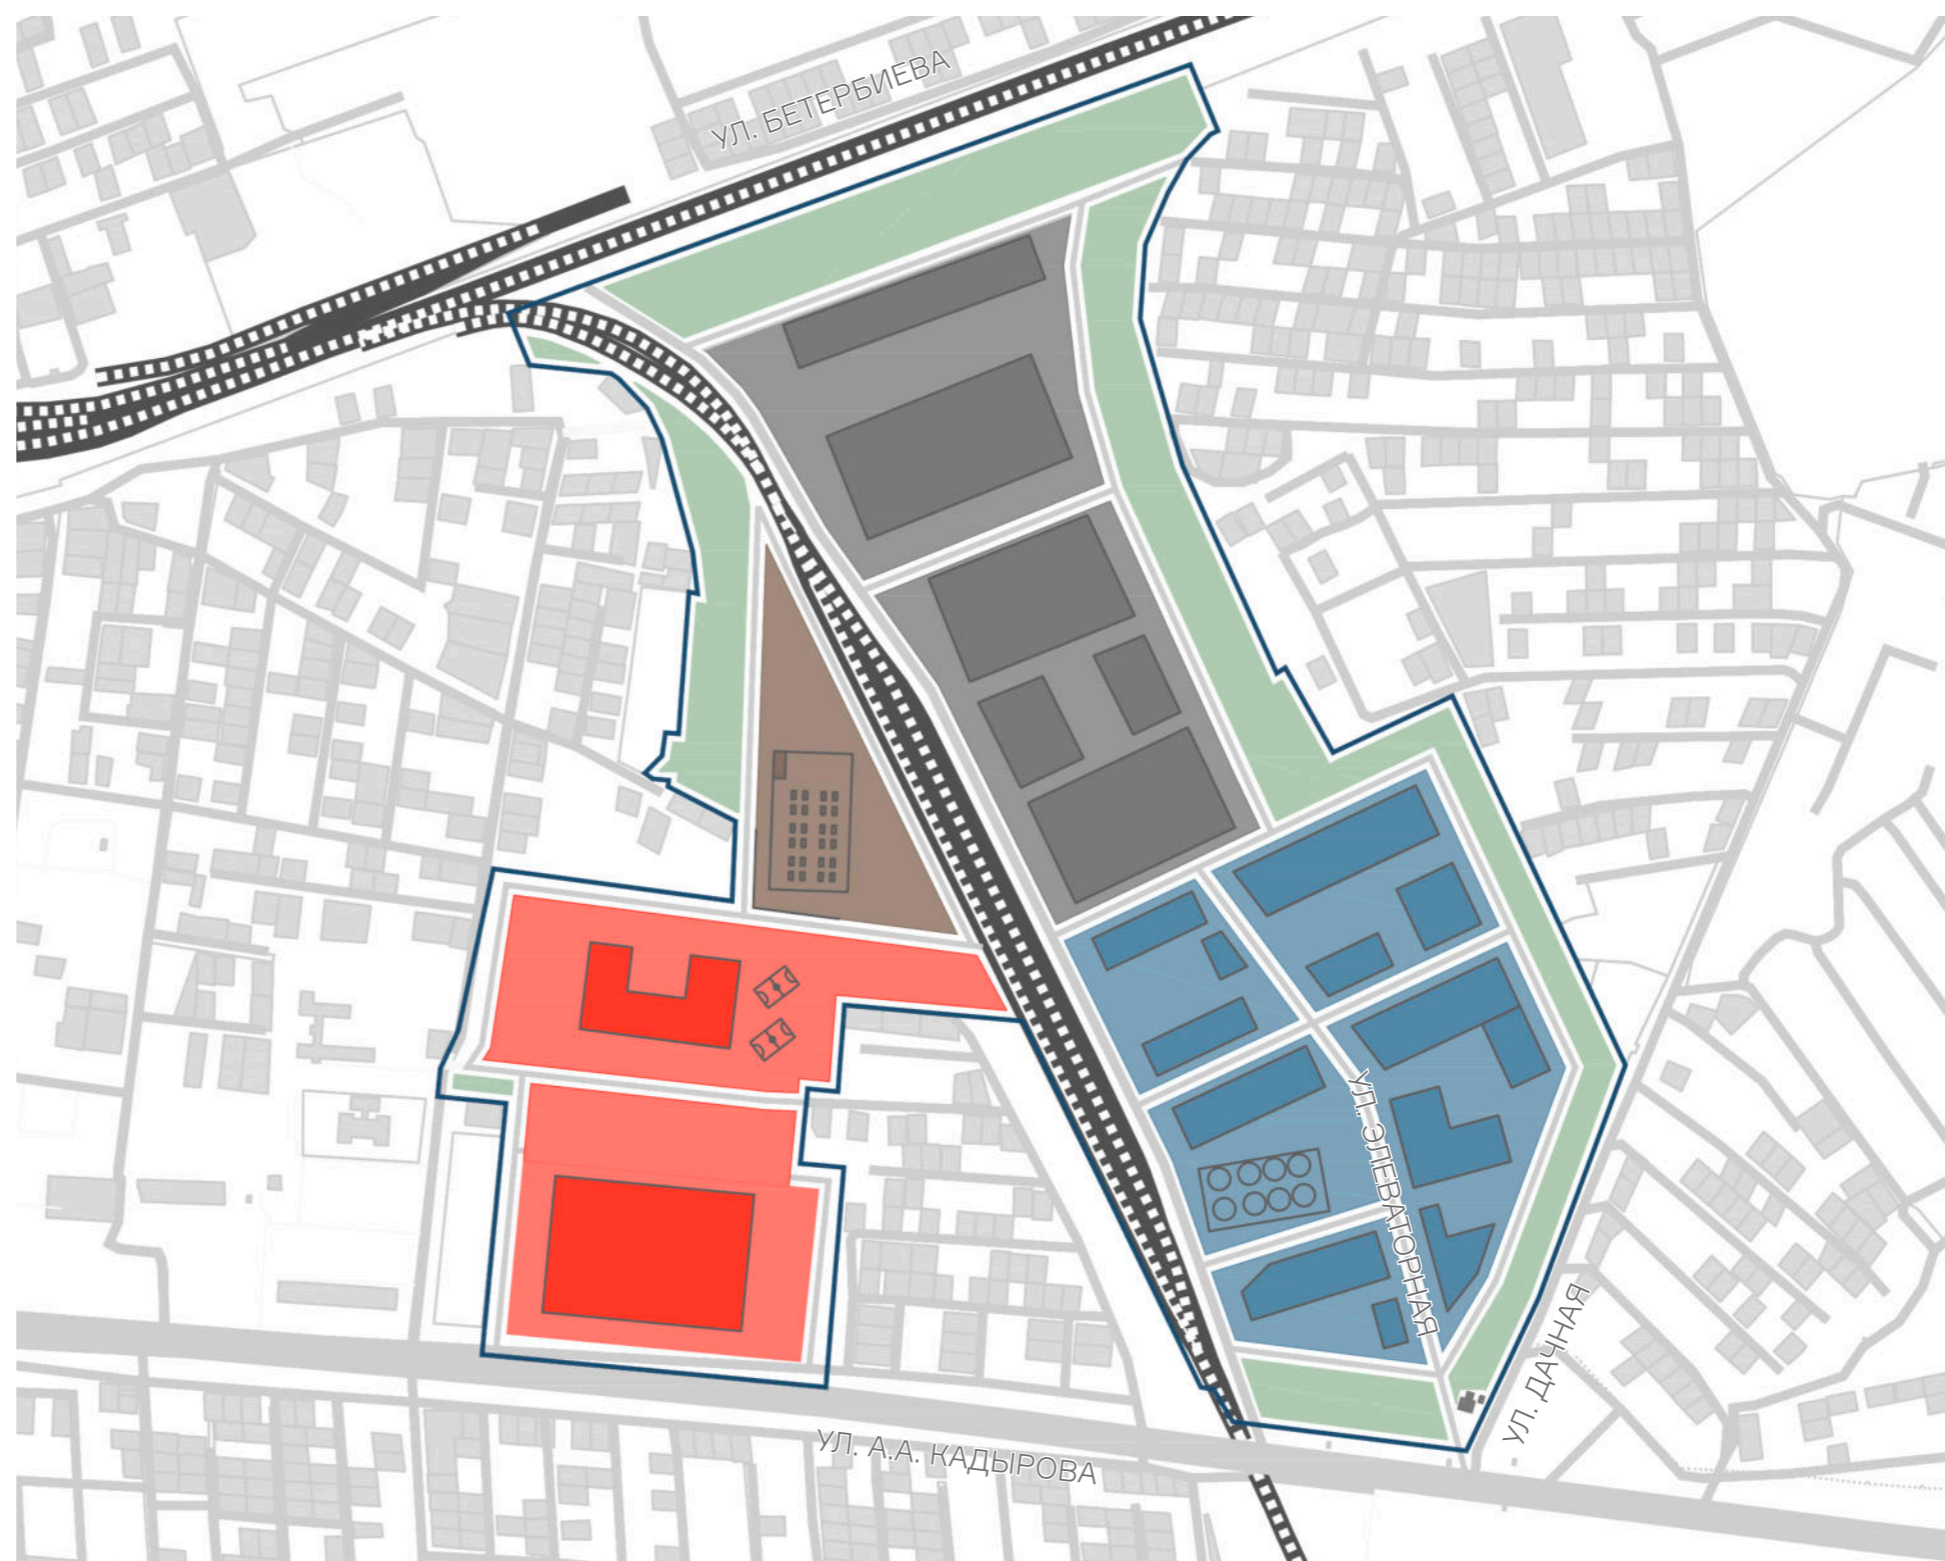 УЛ. БЕТЕРБИЕВА
УЛ. ЭЛЕВАТОРНАЯ
УЛ. ДАЧНАЯ
УЛ. А.А. КАДЫРОВА